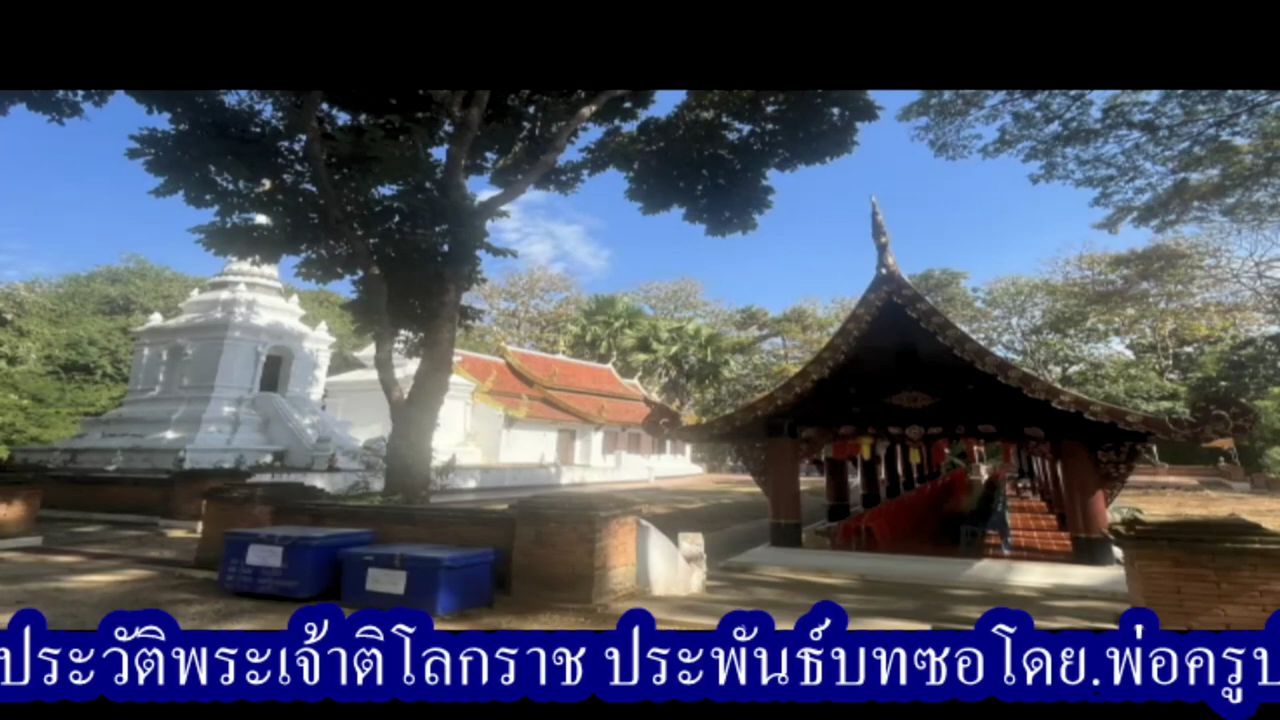 ประวัติพระเจ้าติโลกราช ประพันธ์บทซอโดย.พ่อครูบ